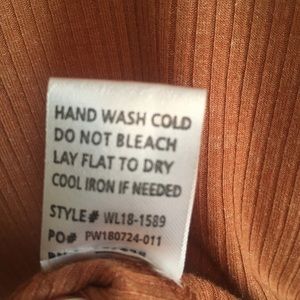 HAND WASH COLD
DO NOT BLEACH
LAY FLAT TO DRY
COOL IRON IF NEEDED
STYLE# WL18-1589
PO# PW180724-011